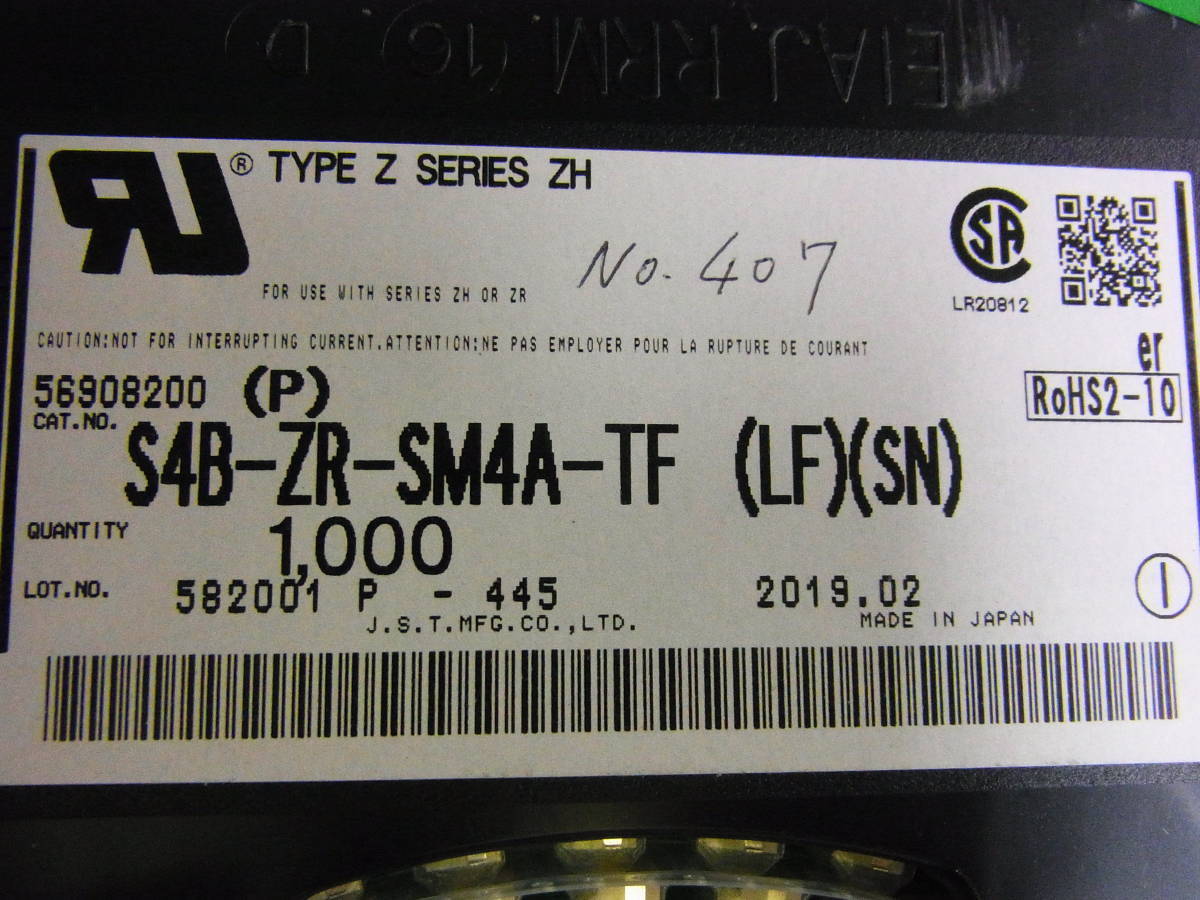 EIAJ.RRM.(16) D
® TYPE Z SERIES ZH
No. 407
FOR USE WITH SERIES ZH OR ZR
SA
LR20812
CAUTION:NOT FOR INTERRUPTING CURRENT.ATTENTION:NE PAS EMPLOYER POUR LA RUPTURE DE COURANT
er
56908200 (P)
RoHS2-10
CAT.NO.
S4B-ZR-SM4A-TF (LF)(SN)
QUANTITY 1,000
LOT.NO. 582001 P - 445 2019.02
1
J.S.T.MFG.CO.,LTD. MADE IN JAPAN